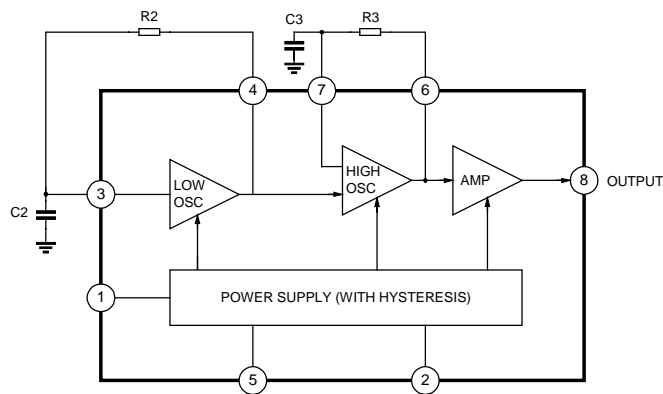 R2
C3
R3
4
7
6
3
LOW
OSC
HIGH
OSC
AMP
8
OUTPUT
C2
1
POWER SUPPLY (WITH HYSTERESIS)
5
2